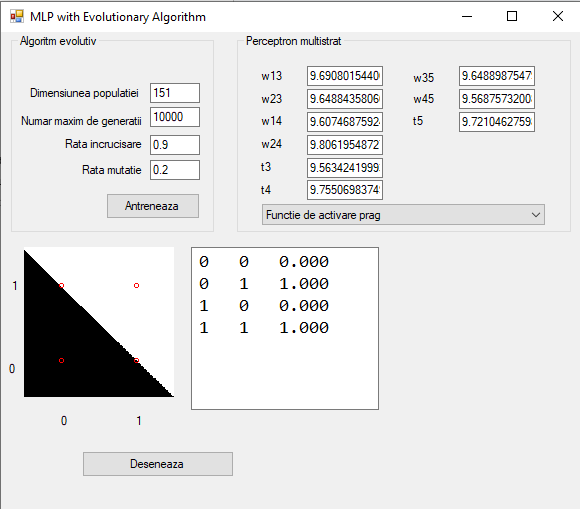 MLP with Evolutionary Algorithm
Algoritm evolutiv
Dimensiunea populatiei 151
Numar maxim de generatii 10000
Rata incrucisare 0.9
Rata mutatie 0.2
Antreneaza
Perceptron multistrat
w13 9.6908015440 w35 9.6488987547
w23 9.6488435806 w45 9.5687573200
w14 9.6074687592 t5 9.7210462759
w24 9.8061954872
t3 9.5634241999
t4 9.7550698374
Functie de activare prag
1
0
0 1
0 0 0.000
0 1 1.000
1 0 0.000
1 1 1.000
Deseneaza